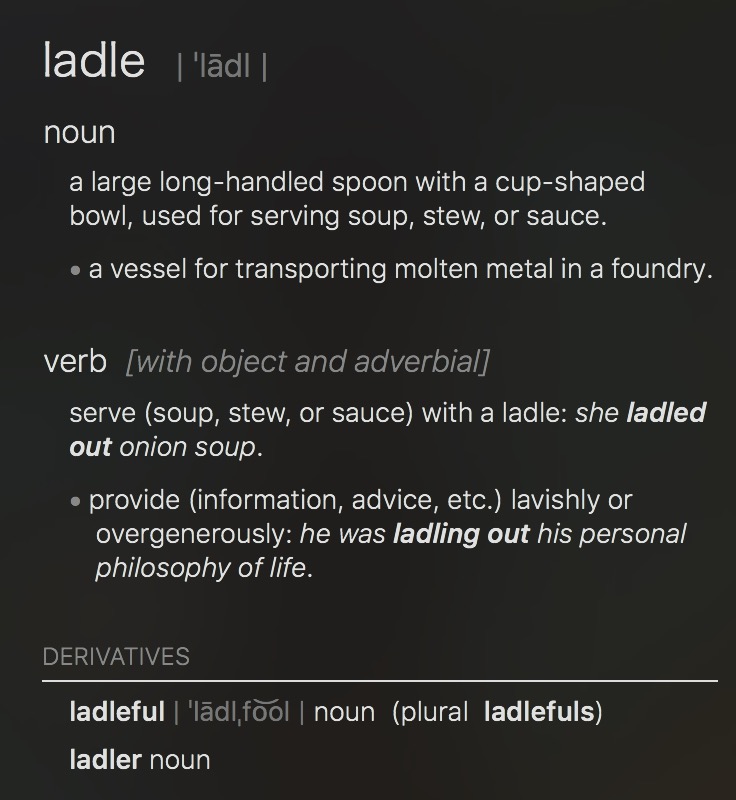 ladle | ˈlādl |
noun
a large long-handled spoon with a cup-shaped
bowl, used for serving soup, stew, or sauce.
• a vessel for transporting molten metal in a foundry.
verb [with object and adverbial]
serve (soup, stew, or sauce) with a ladle: she ladled
out onion soup.
• provide (information, advice, etc.) lavishly or
overgenerously: he was ladling out his personal
philosophy of life.
DERIVATIVES
ladleful | ˈlādlˌfo͝ol | noun (plural ladlefuls)
ladler noun